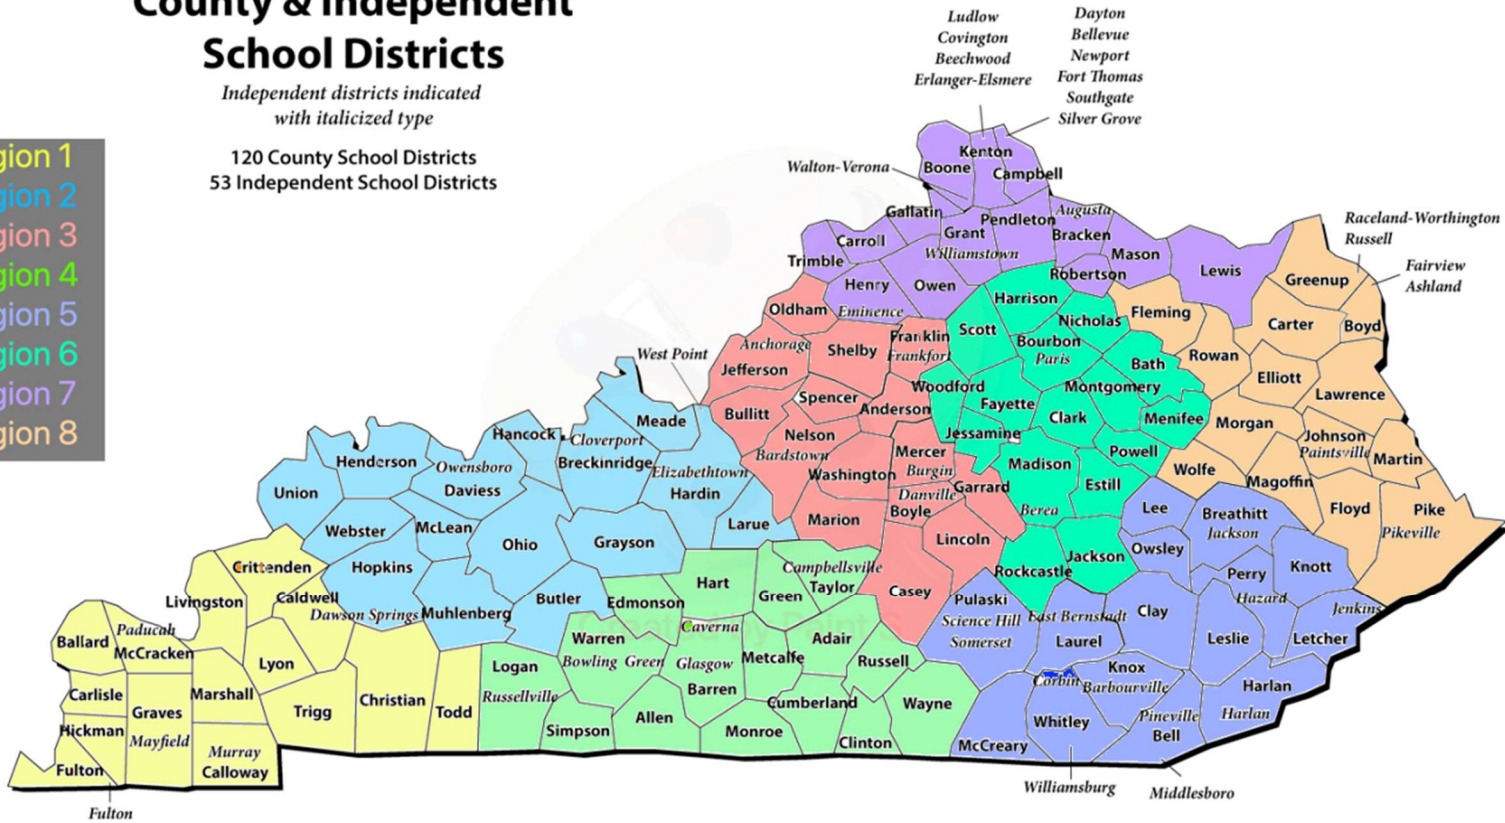 County & Independent
School Districts
Independent districts indicated
with italicized type
120 County School Districts
53 Independent School Districts
gion 1
gion 2
gion 3
gion 4
gion 5
gion 6
gion 7
gion 8
Ludlow
Covington
Beechwood
Erlanger-Elsmere
Dayton
Bellevue
Newport
Fort Thomas
Southgate
Silver Grove
Walton-Verona
Kenton
Boone
Campbell
Gallatin
Pendleton
Augusta
Carroll
Grant
Bracken
Williamstown
Mason
Trimble
Robertson
Lewis
Henry
Owen
Eminence
Raceland-Worthington
Russell
Fairview
Ashland
Greenup
Oldham
Harrison
Fleming
Carter
Boyd
Scott
Nicholas
Franklin
Frankfort
Bourbon
Paris
Anchorage
Shelby
Jefferson
Rowan
Bath
Elliott
Lawrence
West Point
Woodford
Montgomery
Spencer
Anderson
Fayette
Clark
Menifee
Morgan
Bullitt
Meade
Nelson
Bardstown
Jessamine
Johnson
Paintsville
Martin
Hancock
Cloverport
Breckinridge
Mercer
Burgin
Madison
Powell
Wolfe
Magoffin
Henderson
Owensboro
Daviess
Elizabethtown
Hardin
Washington
Garrard
Estill
Union
Danville
Boyle
Berea
Lee
Breathitt
Jackson
Floyd
Pike
Pikeville
Webster
McLean
Ohio
Grayson
Larue
Marion
Lincoln
Owsley
Jackson
Rockcastle
Perry
Hazard
Knott
Crittenden
Hopkins
Hart
Campbellsville
Taylor
Green
Casey
Livingston
Caldwell
Dawson Springs
Muhlenberg
Butler
Edmonson
Pulaski
Science Hill
Somerset
East Bernstadt
Laurel
Clay
Jenkins
Ballard
Paducah
McCracken
Caverna
Warren
Bowling Green
Glasgow
Metcalfe
Adair
Leslie
Letcher
Created by Paint S
Lyon
Logan
Russellville
Barren
Russell
Corbin
Knox
Barbourville
Harlan
Harlan
Carlisle
Marshall
Christian
Cumberland
Wayne
Graves
Mayfield
Trigg
Todd
Allen
Simpson
Monroe
Clinton
McCreary
Whitley
Pineville
Bell
Hickman
Murray
Calloway
Fulton
Fulton
Williamsburg
Middlesboro